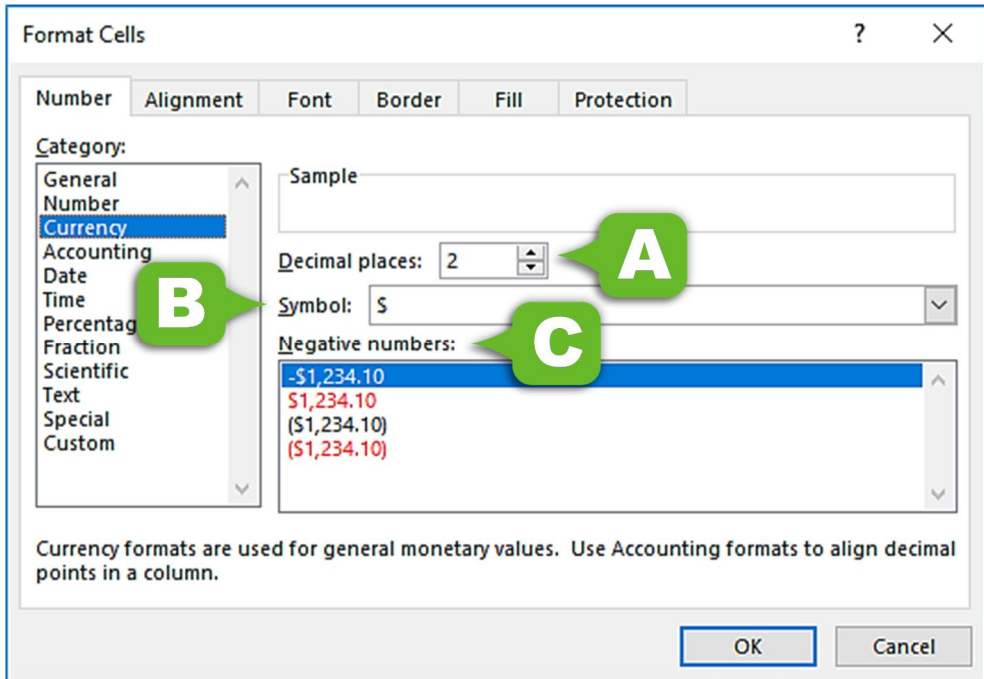 Format Cells ? ×
Number Alignment Font Border Fill Protection
Category:
General
Number
Currency
Accounting
Date
Time
Percentag
Fraction
Scientific
Text
Special
Custom
Sample
Decimal places: 2
A
B
Symbol: $
Negative numbers:
C
-$1,234.10
$1,234.10
($1,234.10)
($1,234.10)
Currency formats are used for general monetary values.  Use Accounting formats to align decimal
points in a column.
OK Cancel